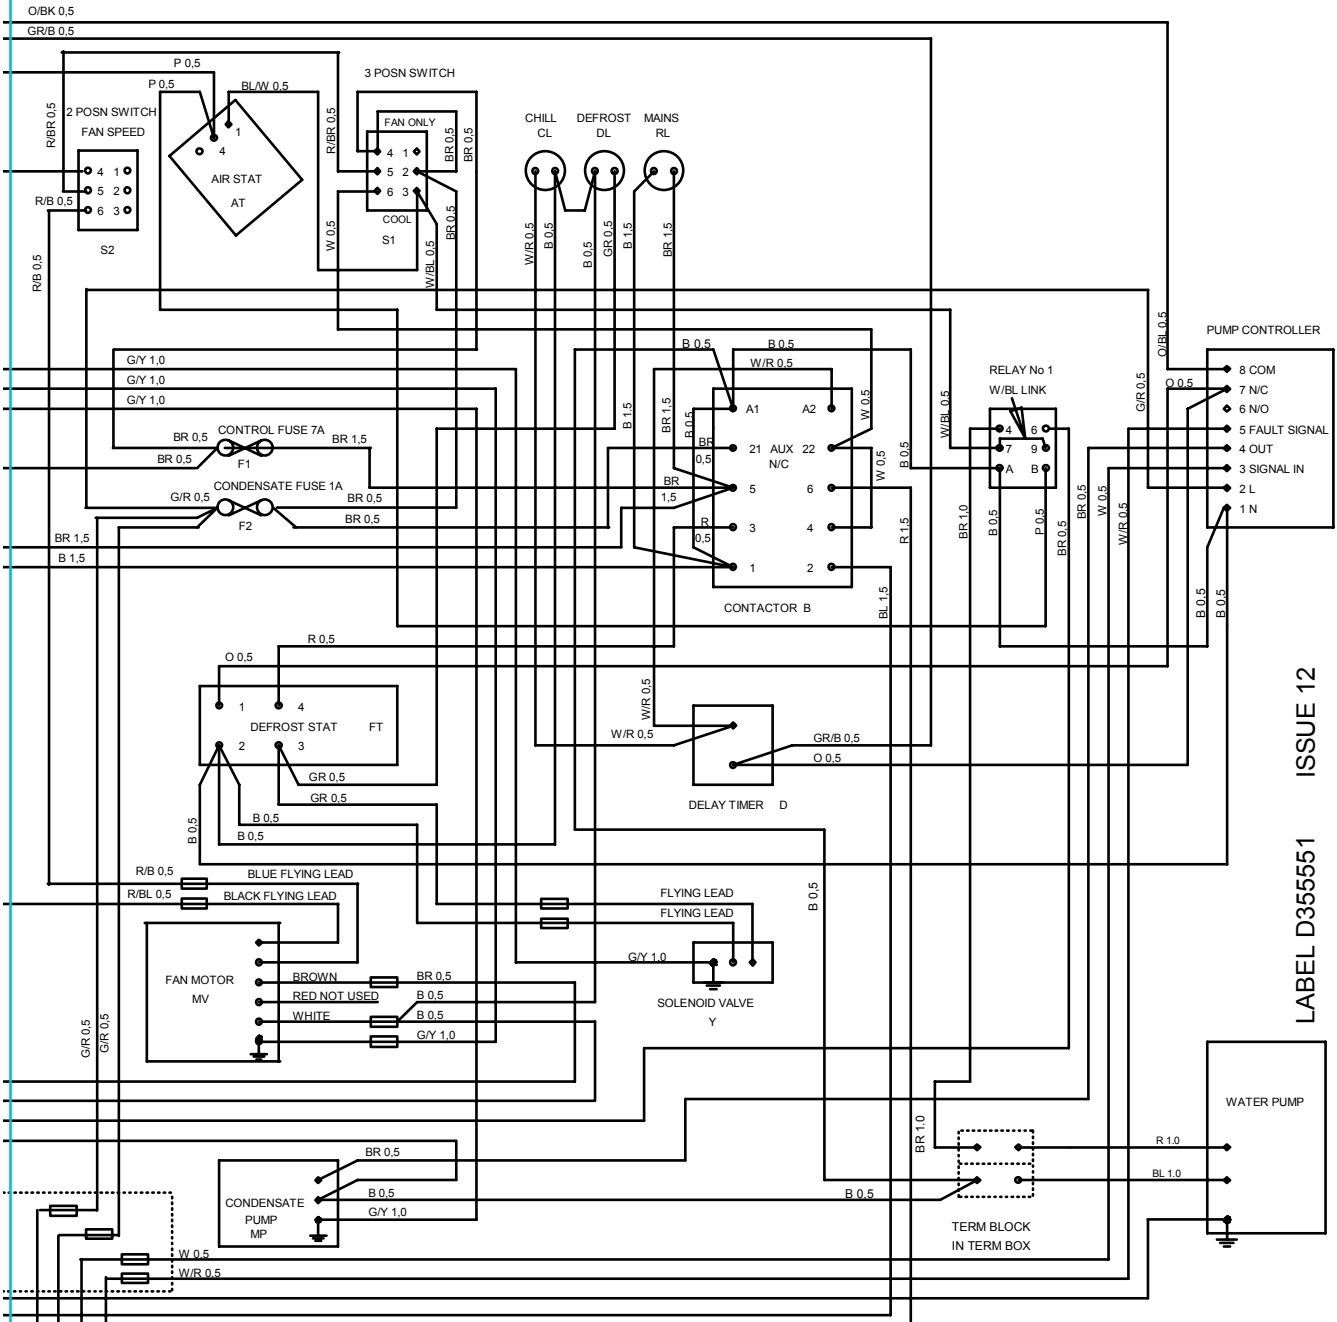 O/BK 0,5
GR/B 0,5
P 0,5
P 0,5
BL/W 0,5
3 POSN SWITCH
R/BR 0,5
2 POSN SWITCH
FAN SPEED
1
4
AIR STAT
AT
R/BR 0,5
FAN ONLY
4 1
5 2
6 3
COOL
S1
BR 0,5
BR 0,5
CHILL
CL
DEFROST
DL
MAINS
RL
4 1
5 2
6 3
S2
R/B 0,5
R/B 0,5
W 0,5
W/BL 0,5
BR 0,5
W/R 0,5
B 0,5
B 0,5
GR 0,5
B 1,5
BR 1,5
O/BL 0,5
PUMP CONTROLLER
8 COM
7 N/C
6 N/O
5 FAULT SIGNAL
4 OUT
3 SIGNAL IN
2 L
1 N
O 0,5
G/R 0,5
G/Y 1,0
G/Y 1,0
G/Y 1,0
B 0,5
B 0,5
W/R 0,5
RELAY No 1
W/BL LINK
4 6
7 9
A B
W/BL 0,5
B 0,5
W 0,5
W 0,5
B 1,5
BR 1,5
B 0,5
A1 A2
21 AUX 22
N/C
5 6
3 4
1 2
CONTACTOR B
BR
0,5
BR
1,5
R
0,5
CONTROL FUSE 7A
BR 0,5
BR 0,5
F1
BR 1,5
CONDENSATE FUSE 1A
G/R 0,5
F2
BR 0,5
BR 0,5
BR 1,5
B 1,5
R 1,5
BL 1,5
BR 1.0
B 0,5
P 0,5
BR 0,5
BR 0,5
W 0,5
W/R 0,5
B 0,5
B 0,5
R 0,5
O 0,5
1 4
DEFROST STAT FT
2 3
GR 0,5
GR 0,5
B 0,5
B 0,5
B 0,5
W/R 0,5
W/R 0,5
GR/B 0,5
O 0,5
DELAY TIMER D
ISSUE 12
LABEL D355551
R/B 0,5
BLUE FLYING LEAD
R/BL 0,5
BLACK FLYING LEAD
FLYING LEAD
FLYING LEAD
B 0,5
FAN MOTOR
MV
BROWN
BR 0,5
RED NOT USED
B 0,5
WHITE
B 0,5
G/Y 1,0
G/Y 1,0
SOLENOID VALVE
Y
G/R 0,5
G/R 0,5
WATER PUMP
BR 1.0
R 1.0
BL 1.0
B 0,5
TERM BLOCK
IN TERM BOX
BR 0,5
B 0,5
G/Y 1,0
CONDENSATE
PUMP
MP
W 0,5
W/R 0,5